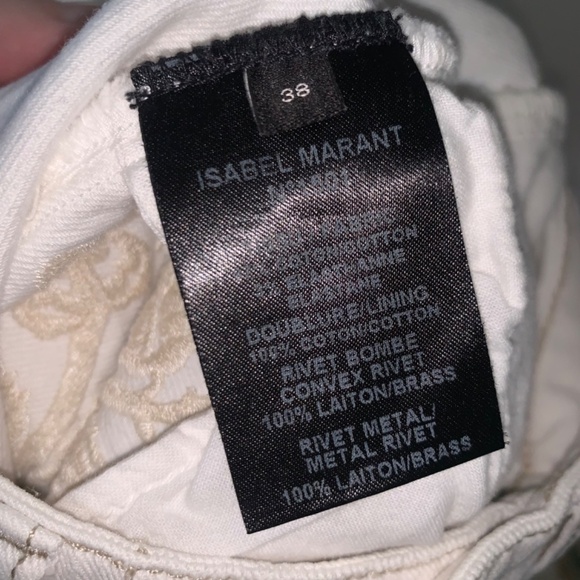 38
ISABEL MARANT
COTON/COTTON
ELASTHANNE
ELASTANE
DOUBLURE/LINING
100% COTON/COTTON
RIVET BOMBE
CONVEX RIVET
100% LAITON/BRASS
RIVET METAL/
METAL RIVET
100% LAITON/BRASS